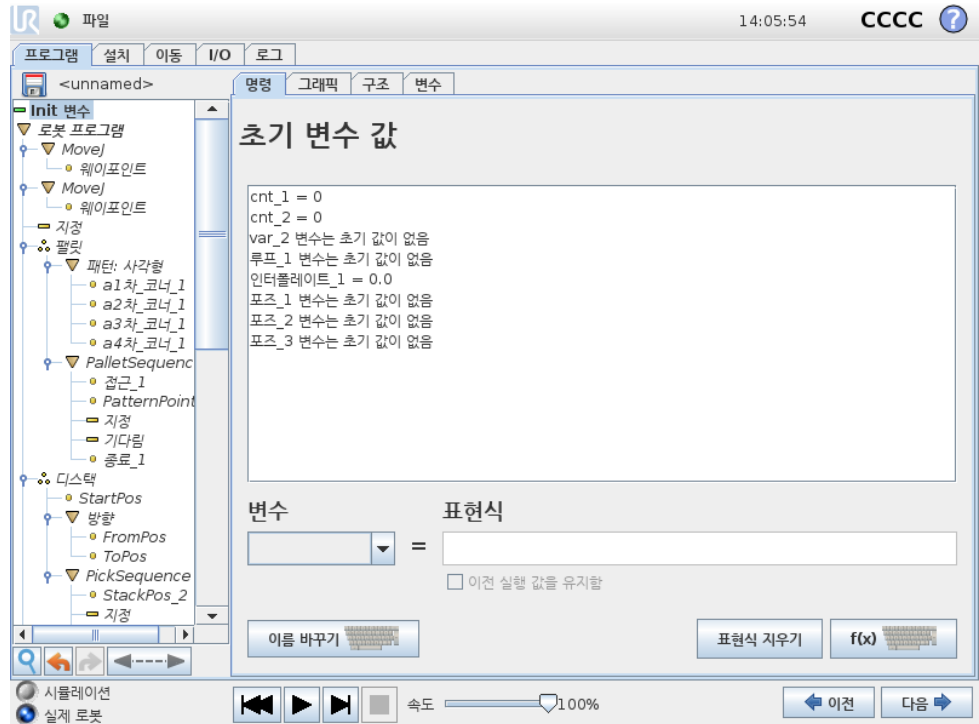 UR 파일 14:05:54 CCCC ?
프로그램 설치 이동 I/O 로그
<unnamed>
명령 그래픽 구조 변수
Init 변수
로봇 프로그램
MoveJ
웨이포인트
MoveJ
웨이포인트
지정
팔릿
패턴: 사각형
a1차_코너_1
a2차_코너_1
a3차_코너_1
a4차_코너_1
PalletSequenc
접근_1
PatternPoint
지정
기다림
종료_1
디스택
StartPos
방향
FromPos
ToPos
PickSequence
StackPos_2
지정
초기 변수 값
cnt_1 = 0
cnt_2 = 0
var_2 변수는 초기 값이 없음
루프_1 변수는 초기 값이 없음
인터폴레이트_1 = 0.0
포즈_1 변수는 초기 값이 없음
포즈_2 변수는 초기 값이 없음
포즈_3 변수는 초기 값이 없음
변수 표현식
=
이전 실행 값을 유지함
이름 바꾸기 표현식 지우기 f(x)
시뮬레이션
실제 로봇
속도 100% 이전 다음